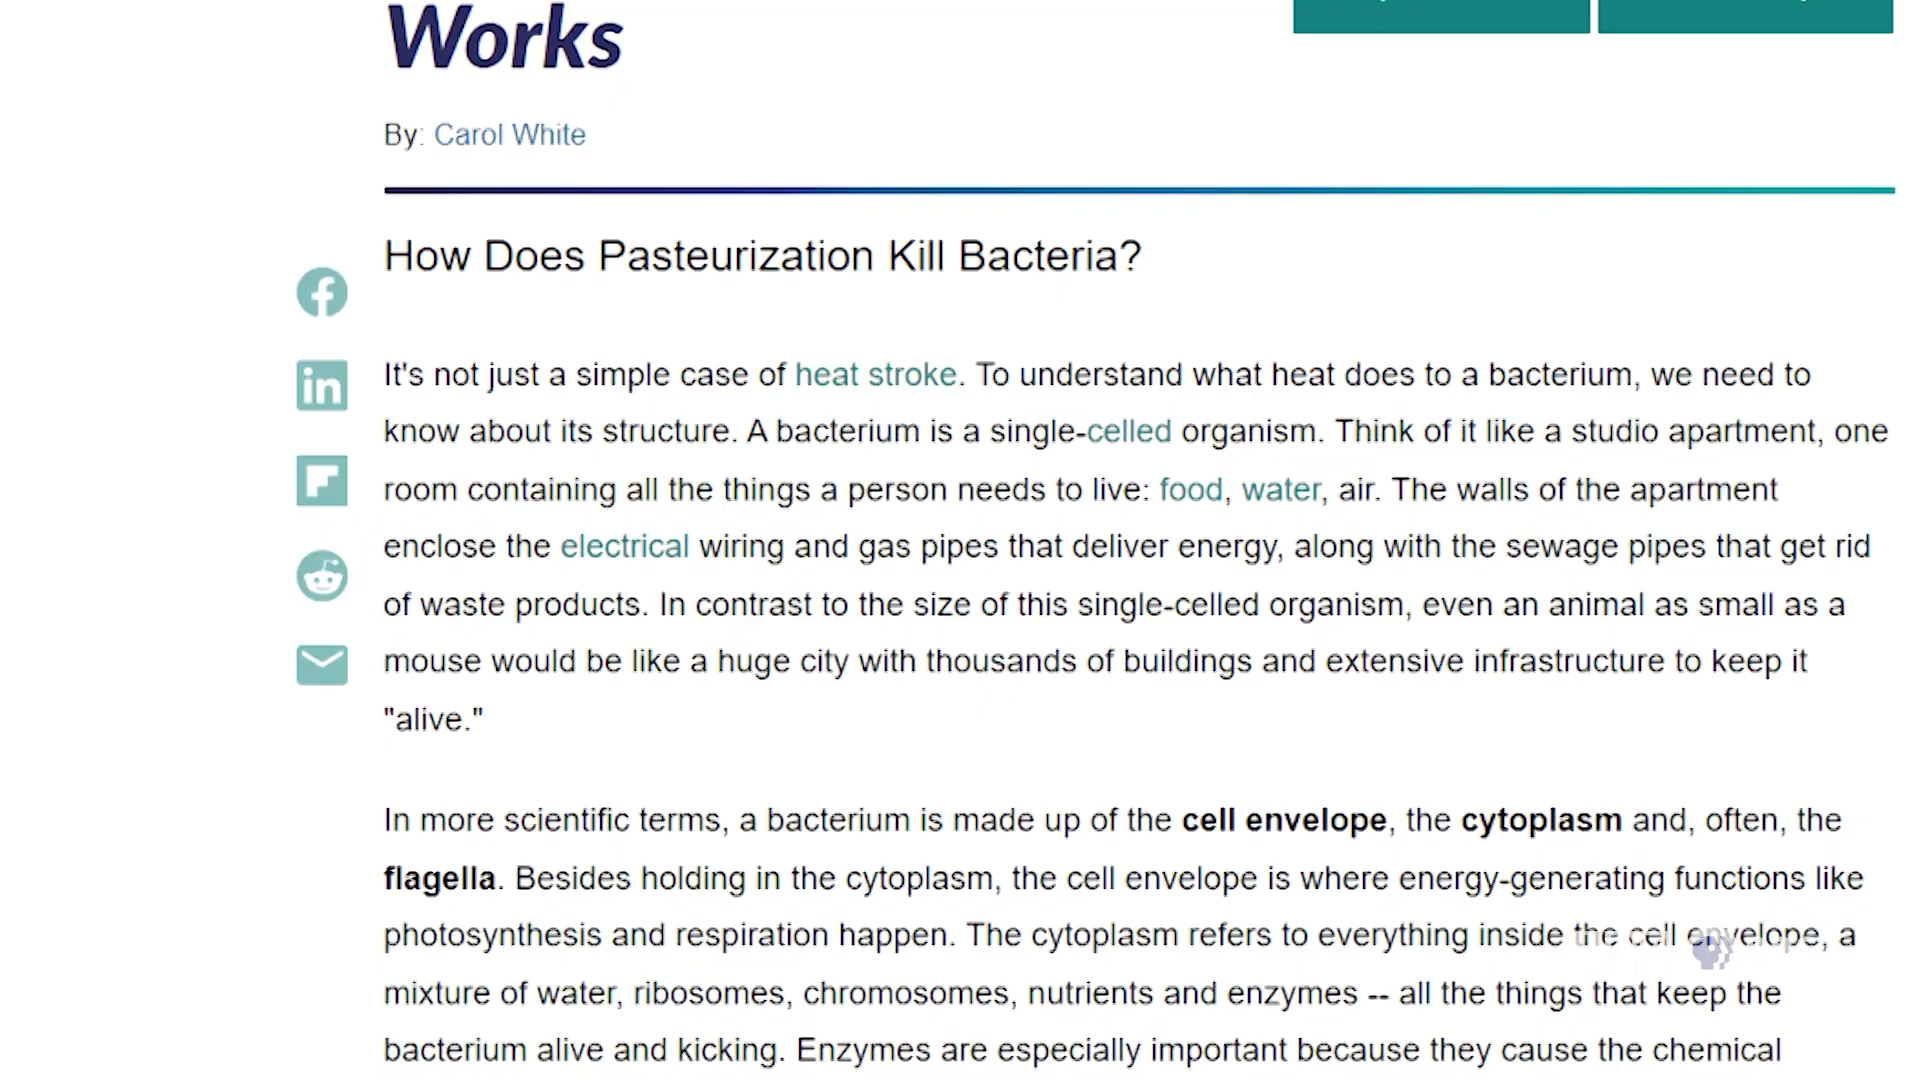 Works
By: Carol White
How Does Pasteurization Kill Bacteria?
It's not just a simple case of heat stroke. To understand what heat does to a bacterium, we need to
know about its structure. A bacterium is a single-celled organism. Think of it like a studio apartment, one
room containing all the things a person needs to live: food, water, air. The walls of the apartment
enclose the electrical wiring and gas pipes that deliver energy, along with the sewage pipes that get rid
of waste products. In contrast to the size of this single-celled organism, even an animal as small as a
mouse would be like a huge city with thousands of buildings and extensive infrastructure to keep it
"alive."
In more scientific terms, a bacterium is made up of the cell envelope, the cytoplasm and, often, the
flagella. Besides holding in the cytoplasm, the cell envelope is where energy-generating functions like
photosynthesis and respiration happen. The cytoplasm refers to everything inside the cell envelope, a
mixture of water, ribosomes, chromosomes, nutrients and enzymes -- all the things that keep the
bacterium alive and kicking. Enzymes are especially important because they cause the chemical